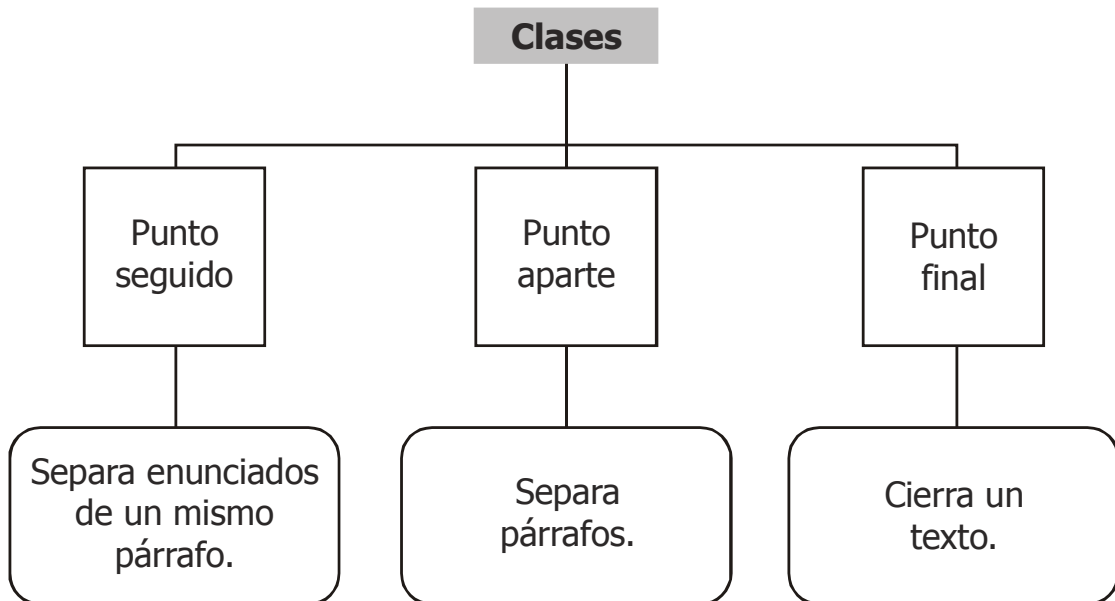 Clases
Punto
seguido
Punto
aparte
Punto
final
Separa enunciados
de un mismo
párrafo.
Separa
párrafos.
Cierra un
texto.